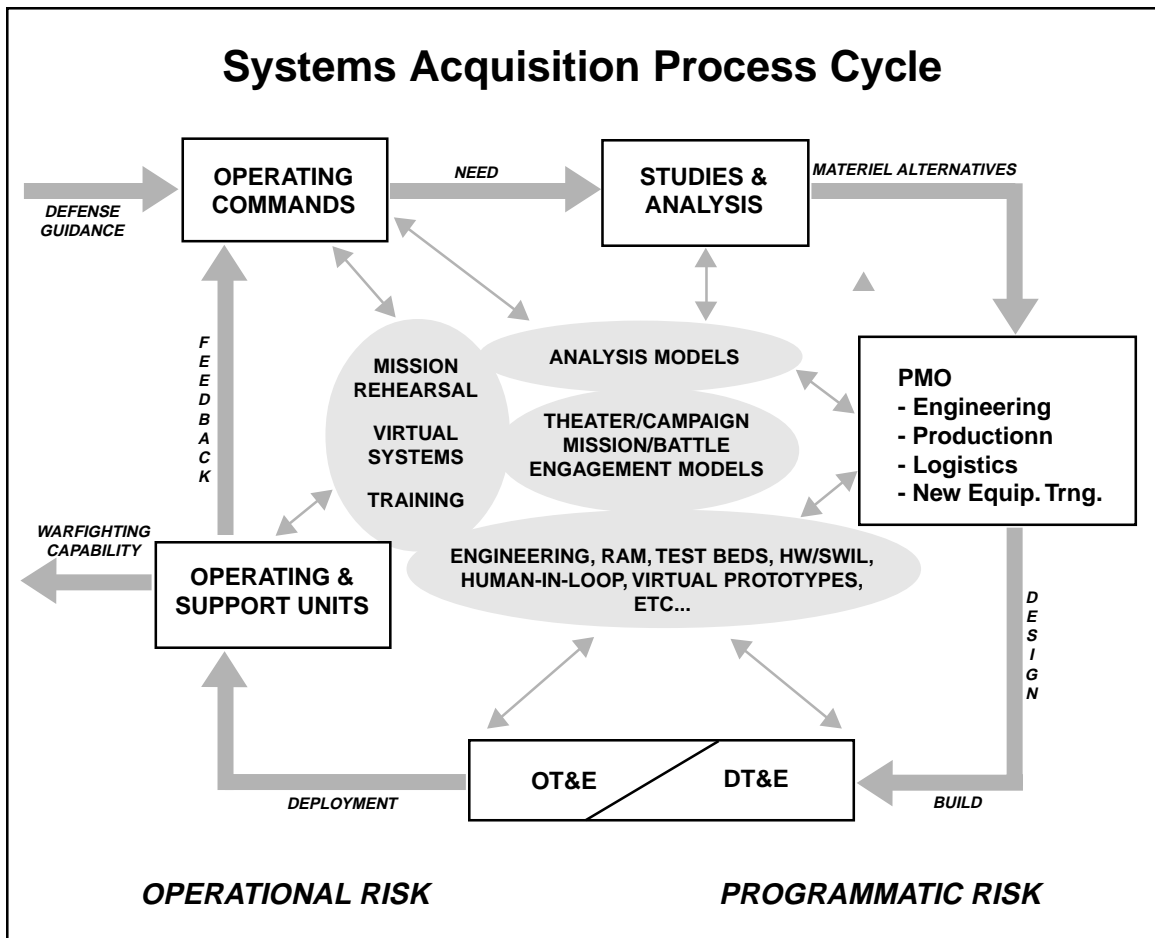 Systems Acquisition Process Cycle
OPERATING
COMMANDS
NEED
STUDIES &
ANALYSIS
MATERIEL ALTERNATIVES
DEFENSE
GUIDANCE
FEEDBACK
MISSION
REHEARSAL
VIRTUAL
SYSTEMS
TRAINING
ANALYSIS MODELS
THEATER/CAMPAIGN
MISSION/BATTLE
ENGAGEMENT MODELS
PMO
- Engineering
- Productionn
- Logistics
- New Equip. Trng.
WARFIGHTING
CAPABILITY
OPERATING &
SUPPORT UNITS
ENGINEERING, RAM, TEST BEDS, HW/SWIL,
HUMAN-IN-LOOP, VIRTUAL PROTOTYPES,
ETC...
DESIGN
OT&E
DT&E
DEPLOYMENT
BUILD
OPERATIONAL RISK
PROGRAMMATIC RISK